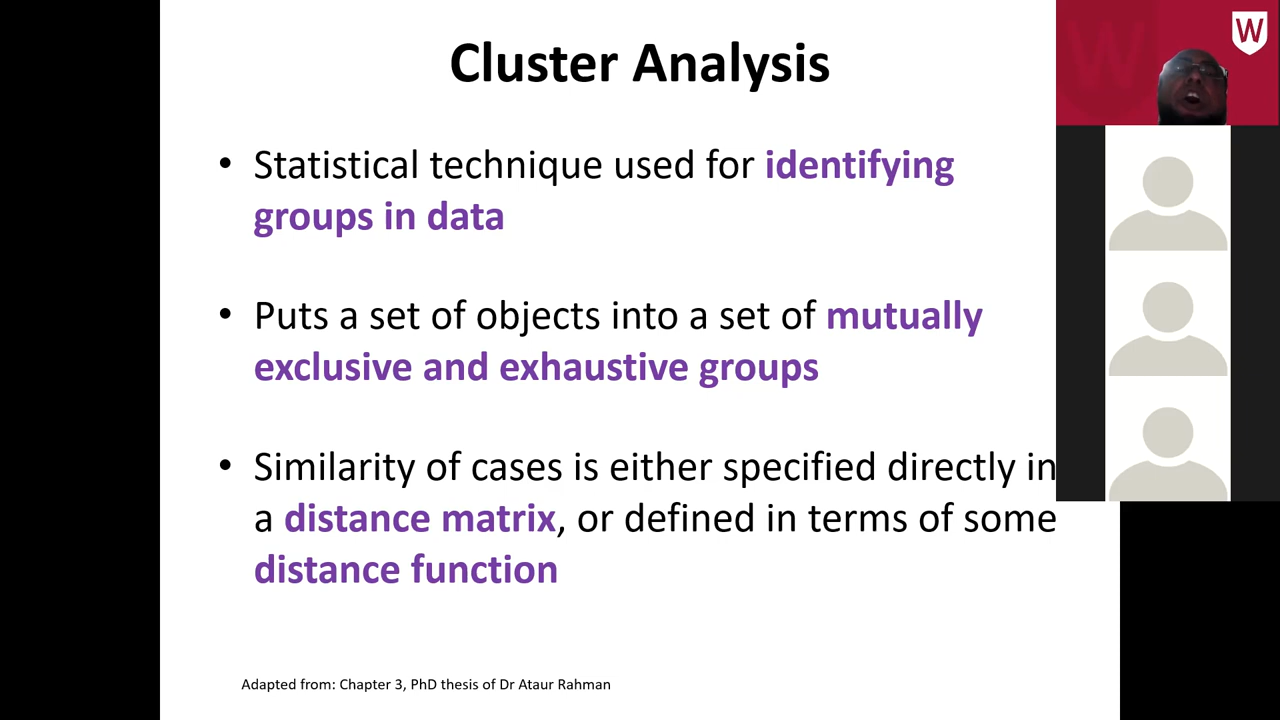 Cluster Analysis
W
W
• Statistical technique used for identifying
groups in data
• Puts a set of objects into a set of mutually
exclusive and exhaustive groups
• Similarity of cases is either specified directly in
a distance matrix, or defined in terms of some
distance function
Adapted from: Chapter 3, PhD thesis of Dr Ataur Rahman